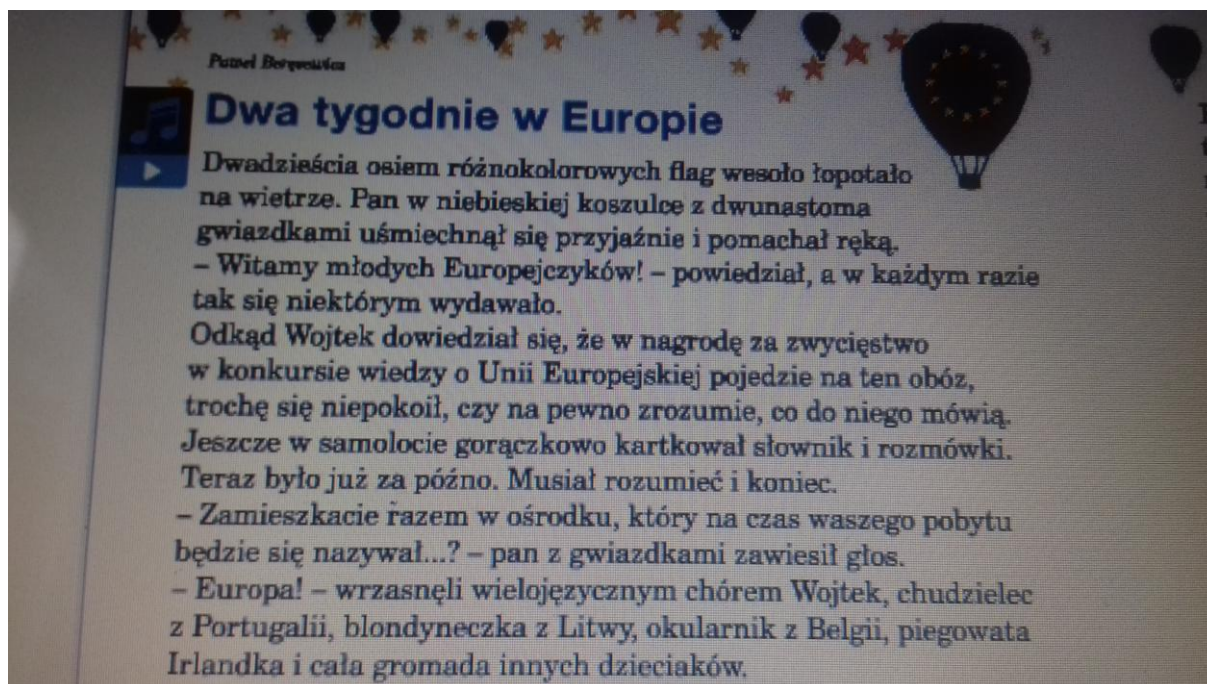 Paweł Beręsewicz
Dwa tygodnie w Europie
Dwadzieścia osiem różnokolorowych flag wesoło łopotało
na wietrze. Pan w niebieskiej koszulce z dwunastoma
gwiazdkami uśmiechnął się przyjaźnie i pomachał ręką.
– Witamy młodych Europejczyków! – powiedział, a w każdym razie
tak się niektórym wydawało.
Odkąd Wojtek dowiedział się, że w nagrodę za zwycięstwo
w konkursie wiedzy o Unii Europejskiej pojedzie na ten obóz,
trochę się niepokoił, czy na pewno zrozumie, co do niego mówią.
Jeszcze w samolocie gorączkowo kartkował słownik i rozmówki.
Teraz było już za późno. Musiał rozumieć i koniec.
– Zamieszkacie razem w ośrodku, który na czas waszego pobytu
będzie się nazywał...? – pan z gwiazdkami zawiesił głos.
– Europa! – wrzasnęli wielojęzycznym chórem Wojtek, chudzielec
z Portugalii, blondyneczka z Litwy, okularnik z Belgii, piegowata
Irlandka i cała gromada innych dzieciaków.